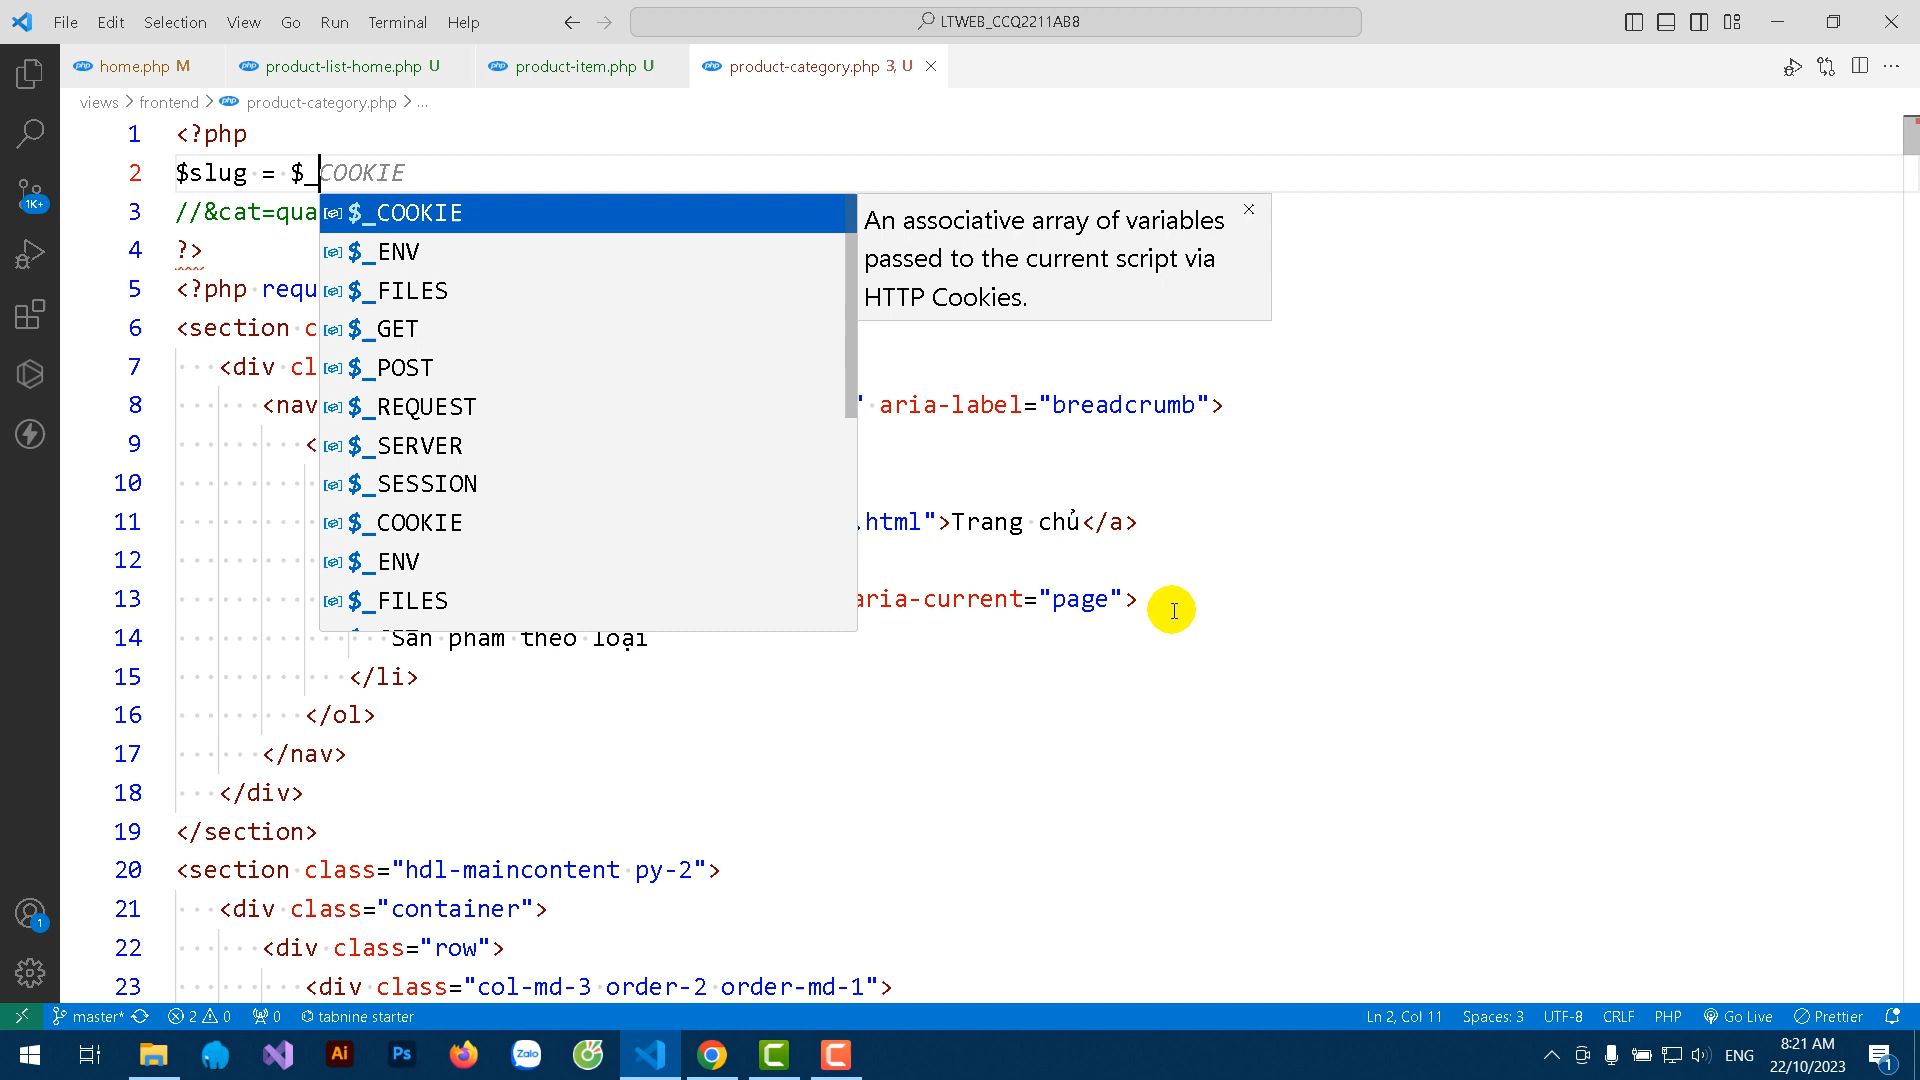 File Edit Selection View Go Run Terminal Help
LTWEB_CCQ2211AB8
home.php M
product-list-home.php U
product-item.php U
product-category.php 3, U
views > frontend > product-category.php > ...
1 <?php
2 $slug = $_COOKIE
3 //&cat=qua
4 ?>
5 <?php requ
6 <section c
7 <div cl
8 <nav " aria-label="breadcrumb">
9 <
10
11 .html">Trang chủ</a>
12
13 aria-current="page">
14 Sản phẩm theo loại
15 </li>
16 </ol>
17 </nav>
18 </div>
19 </section>
20 <section class="hdl-maincontent py-2">
21 <div class="container">
22 <div class="row">
23 <div class="col-md-3 order-2 order-md-1">
$_COOKIE
$_ENV
$_FILES
$_GET
$_POST
$_REQUEST
$_SERVER
$_SESSION
$_COOKIE
$_ENV
$_FILES
An associative array of variables
passed to the current script via
HTTP Cookies.
1K+
1
master* 2 0 0 tabnine starter
Ln 2, Col 11 Spaces: 3 UTF-8 CRLF PHP Go Live Prettier
Ai Ps Zalo
ENG
8:21 AM
22/10/2023
1